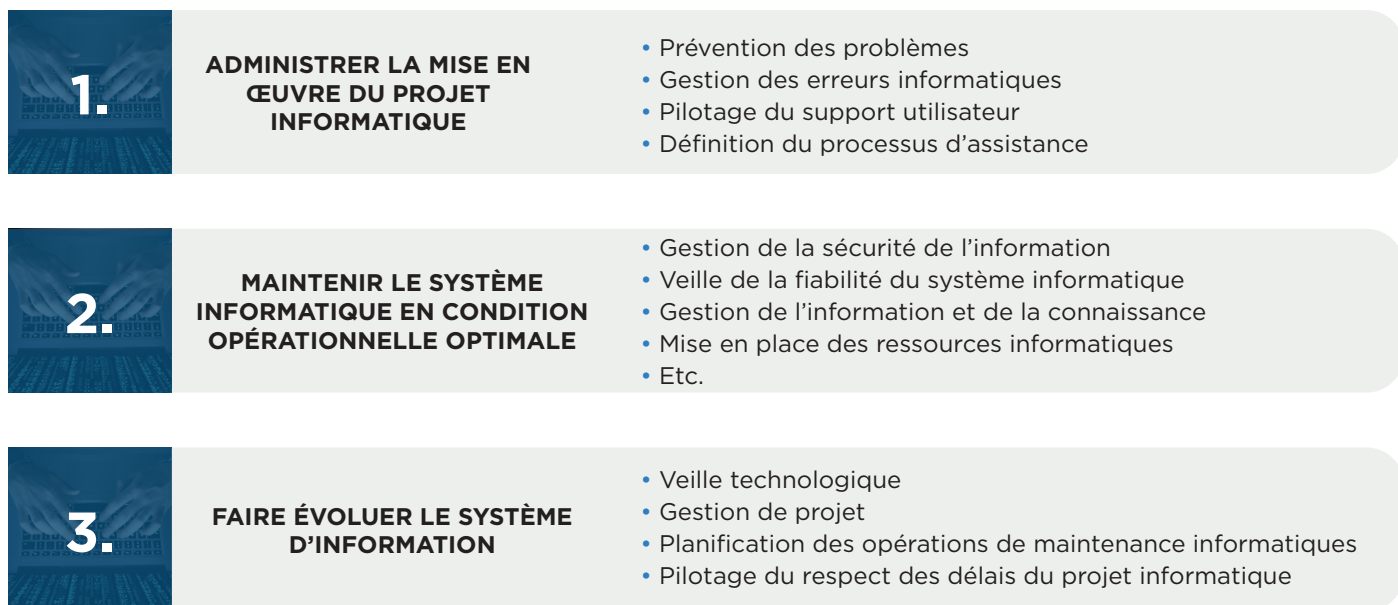 1.
ADMINISTRER LA MISE EN
ŒUVRE DU PROJET
INFORMATIQUE
• Prévention des problèmes
• Gestion des erreurs informatiques
• Pilotage du support utilisateur
• Définition du processus d’assistance
2.
MAINTENIR LE SYSTÈME
INFORMATIQUE EN CONDITION
OPÉRATIONNELLE OPTIMALE
• Gestion de la sécurité de l’information
• Veille de la fiabilité du système informatique
• Gestion de l’information et de la connaissance
• Mise en place des ressources informatiques
• Etc.
3.
FAIRE ÉVOLUER LE SYSTÈME
D’INFORMATION
• Veille technologique
• Gestion de projet
• Planification des opérations de maintenance informatiques
• Pilotage du respect des délais du projet informatique